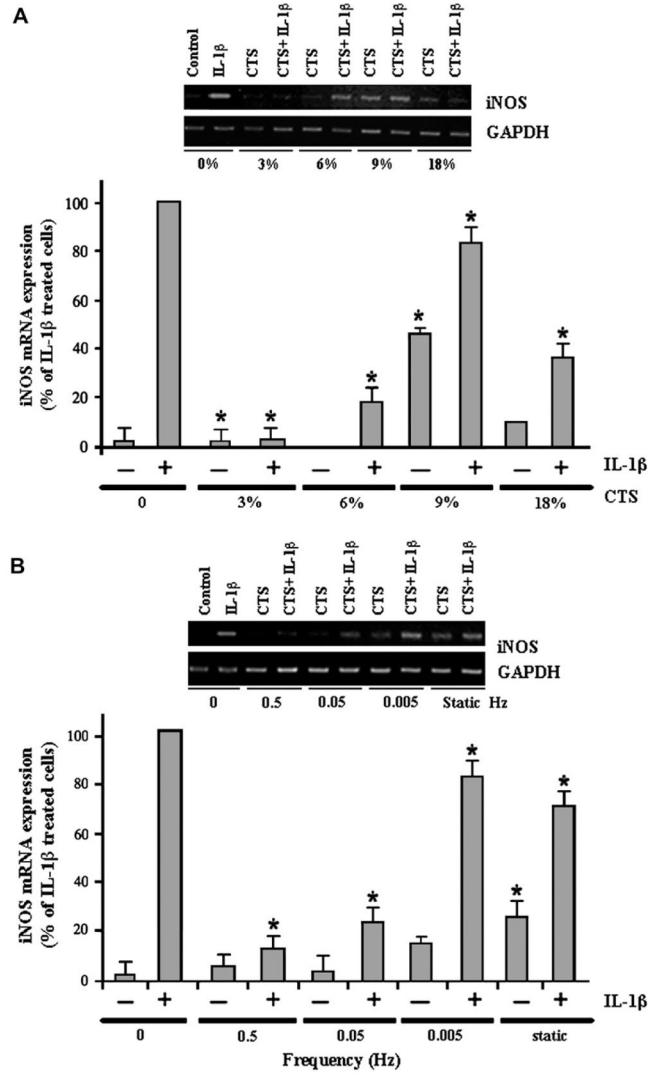 A
Control IL-1β CTS CTS+ IL-1β CTS CTS+ IL-1β CTS CTS+ IL-1β CTS CTS+ IL-1β
iNOS
GAPDH
0% 3% 6% 9% 18%
iNOS mRNA expression
(% of IL-1β treated cells)
100
80
60
40
20
0
* * * * * *
— + — + — + — + — + IL-1β
0 3% 6% 9% 18% CTS
B
Control IL-1β CTS CTS+ IL-1β CTS CTS+ IL-1β CTS CTS+ IL-1β CTS CTS+ IL-1β
iNOS
GAPDH
0 0.5 0.05 0.005 Static Hz
iNOS mRNA expression
(% of IL-1β treated cells)
100
80
60
40
20
0
* * * * *
— + — + — + — + — + IL-1β
0 0.5 0.05 0.005 static
Frequency (Hz)